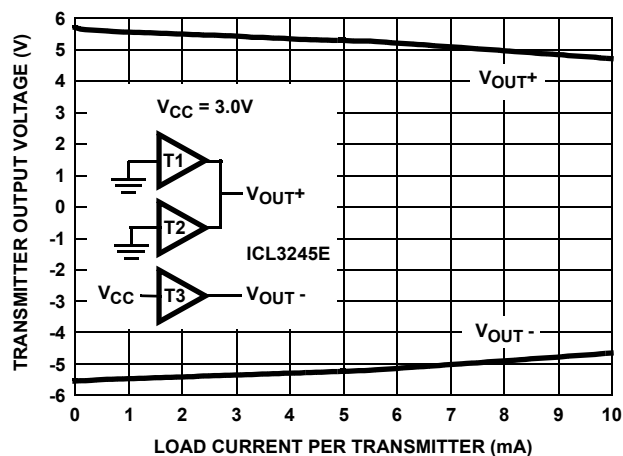 TRANSMITTER OUTPUT VOLTAGE (V)
6
5
4
3
2
1
0
-1
-2
-3
-4
-5
-6
VOUT+
VCC = 3.0V
T1
VOUT+
T2
ICL3245E
VCC
T3
VOUT -
VOUT -
0 1 2 3 4 5 6 7 8 9 10
LOAD CURRENT PER TRANSMITTER (mA)